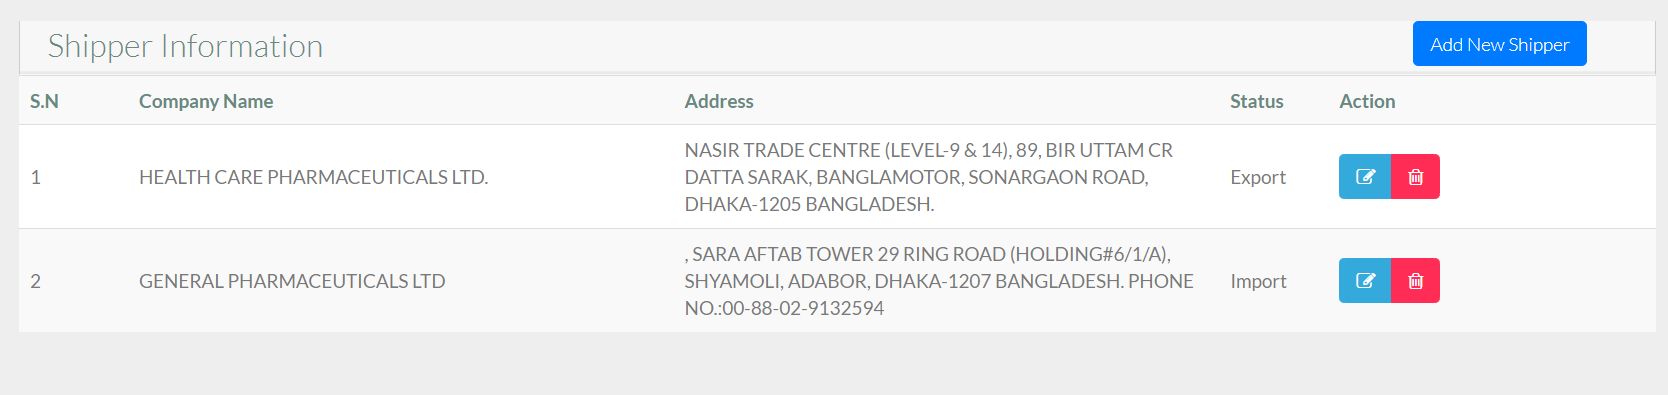 Shipper Information
Add New Shipper
S.N Company Name Address Status Action
1 HEALTH CARE PHARMACEUTICALS LTD. NASIR TRADE CENTRE (LEVEL-9 & 14), 89, BIR UTTAM CR
DATTA SARAK, BANGLAMOTOR, SONARGAON ROAD,
DHAKA-1205 BANGLADESH. Export
2 GENERAL PHARMACEUTICALS LTD , SARA AFTAB TOWER 29 RING ROAD (HOLDING#6/1/A),
SHYAMOLI, ADABOR, DHAKA-1207 BANGLADESH. PHONE
NO.:00-88-02-9132594 Import